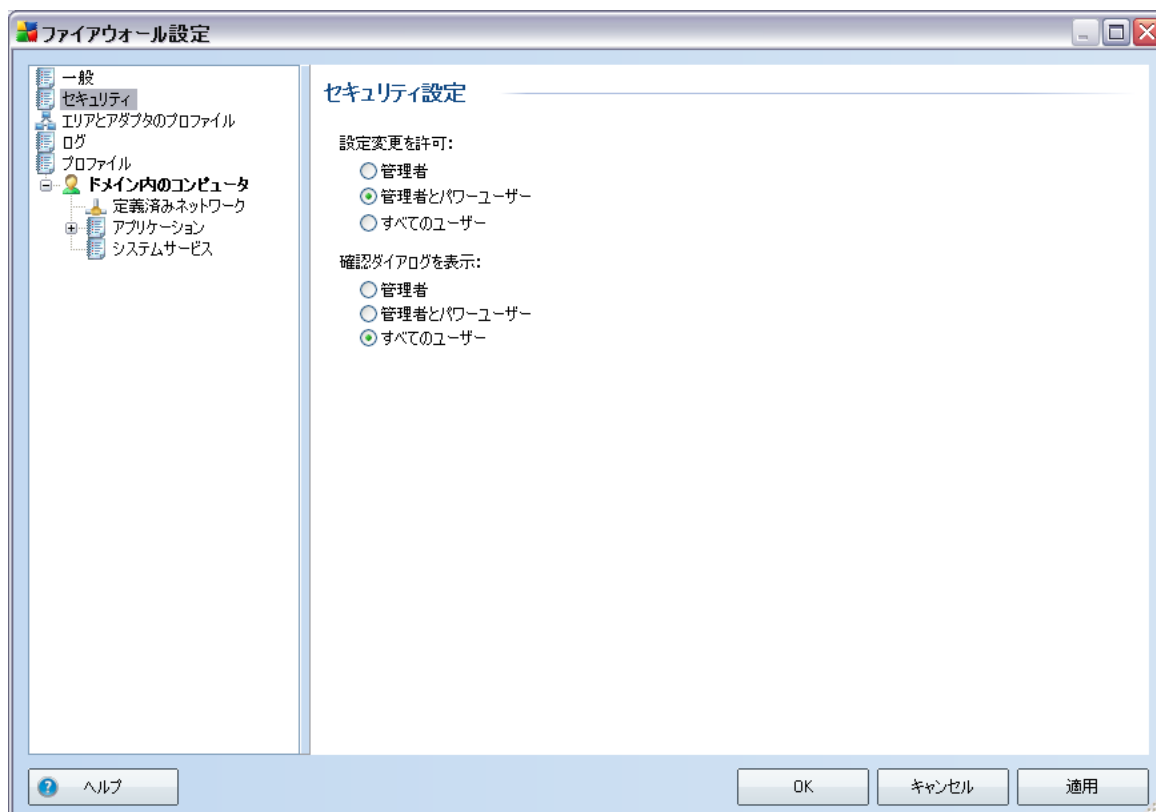 ファイアウォール設定
一般
セキュリティ
エリアとアダプタのプロファイル
ログ
プロファイル
ドメイン内のコンピュータ
定義済みネットワーク
アプリケーション
システムサービス
セキュリティ設定
設定変更を許可:
管理者
管理者とパワーユーザー
すべてのユーザー
確認ダイアログを表示:
管理者
管理者とパワーユーザー
すべてのユーザー
ヘルプ
OK
キャンセル
適用